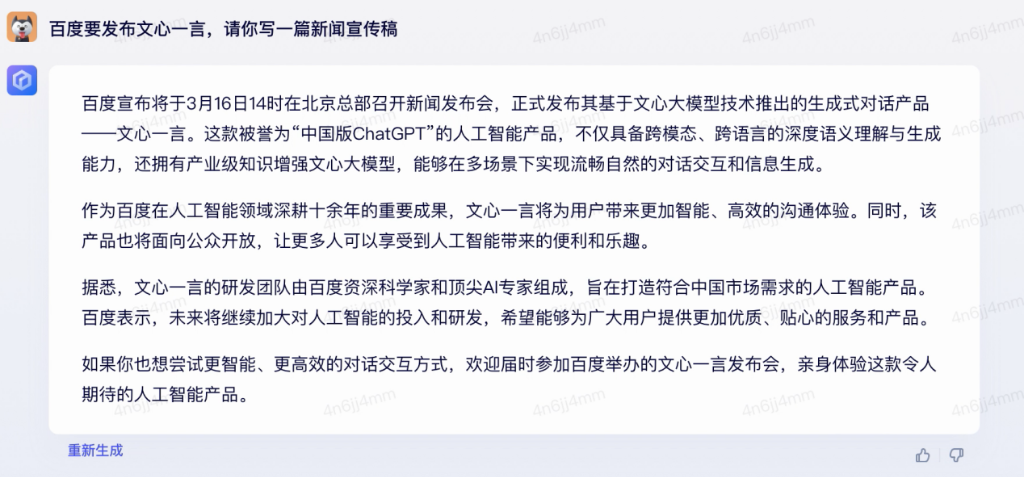 百度要发布文心一言，请你写一篇新闻宣传稿
百度宣布将于3月16日14时在北京总部召开新闻发布会，正式发布其基于文心大模型技术推出的生成式对话产品
——文心一言。这款被誉为“中国版ChatGPT”的人工智能产品，不仅具备跨模态、跨语言的深度语义理解与生成
能力，还拥有产业级知识增强文心大模型，能够在多场景下实现流畅自然的对话交互和信息生成。
作为百度在人工智能领域深耕十余年的重要成果，文心一言将为用户带来更加智能、高效的沟通体验。同时，该
产品也将面向公众开放，让更多人可以享受到人工智能带来的便利和乐趣。
据悉，文心一言的研发团队由百度资深科学家和顶尖AI专家组成，旨在打造符合中国市场需求的人工智能产品。
百度表示，未来将继续加大对人工智能的投入和研发，希望能够为广大用户提供更加优质、贴心的服务和产品。
如果你也想尝试更智能、更高效的对话交互方式，欢迎届时参加百度举办的文心一言发布会，亲身体验这款令人
期待的人工智能产品。
重新生成
4n6jj4mm